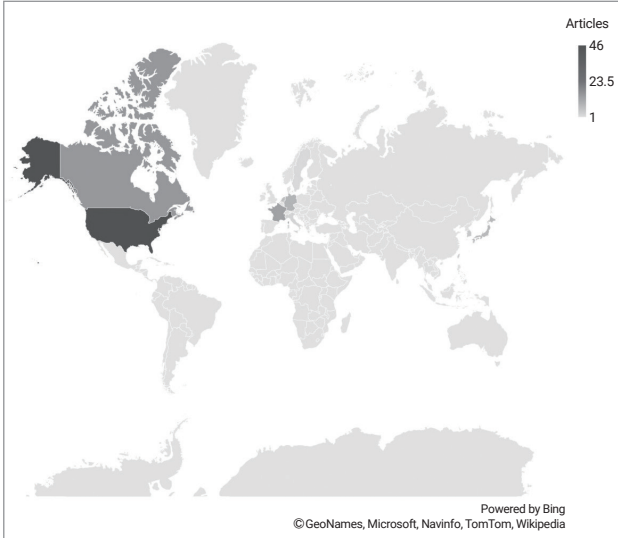 Articles
46
23.5
1
Powered by Bing
© GeoNames, Microsoft, Navinfo, TomTom, Wikipedia